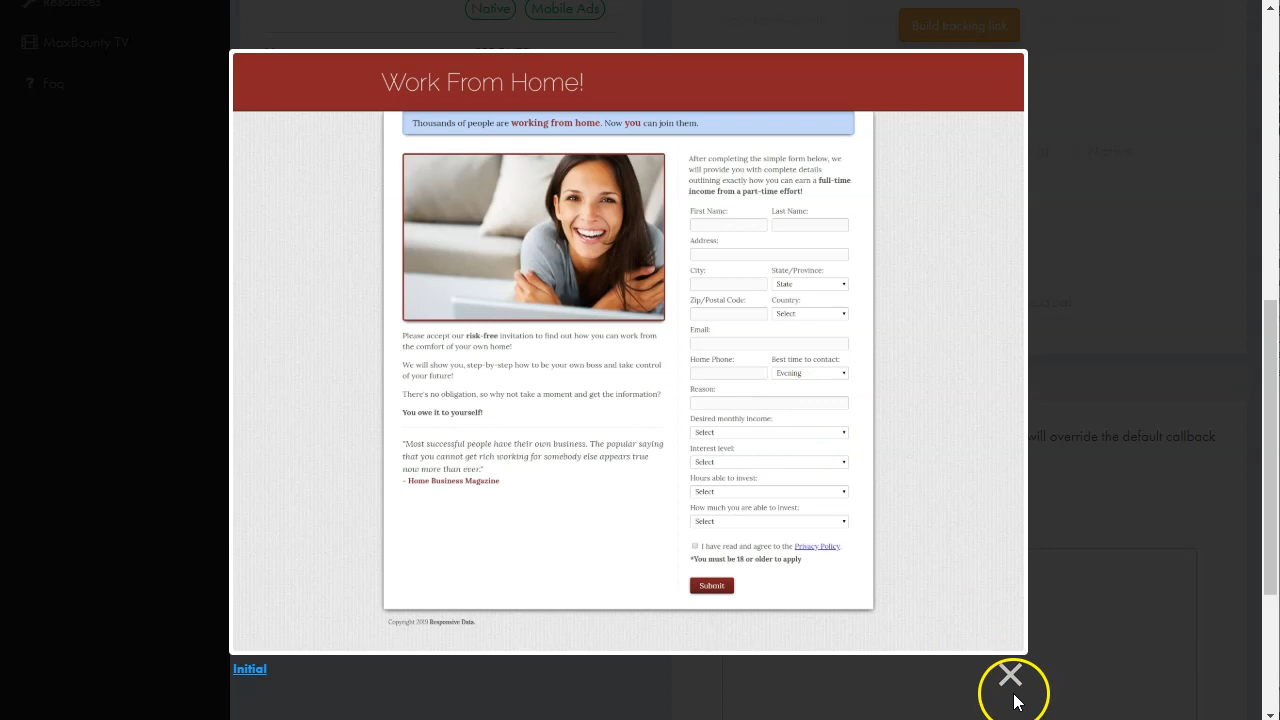 Resources
Native
Mobile Ads
Build tracking link
MaxBounty TV
? Faq
Work From Home!
Thousands of people are working from home. Now you can join them.
After completing the simple form below, we
will provide you with complete details
outlining exactly how you can earn a full-time
income from a part-time effort!
First Name:
Last Name:
Address:
City:
State/Province:
State
Zip/Postal Code:
Country:
Select
Email:
Home Phone:
Best time to contact:
Evening
Reason:
Desired monthly income:
Select
Interest level:
Select
Hours able to invest:
Select
How much you are able to invest:
Select
I have read and agree to the Privacy Policy.
*You must be 18 or older to apply
Submit
Please accept our risk-free invitation to find out how you can work from
the comfort of your own home!
We will show you, step-by-step how to be your own boss and take control
of your future!
There's no obligation, so why not take a moment and get the information?
You owe it to yourself!
"Most successful people have their own business. The popular saying
that you cannot get rich working for somebody else appears true
now more than ever."
- Home Business Magazine
Copyright 2019 Responsive Data.
will override the default callback
Initial